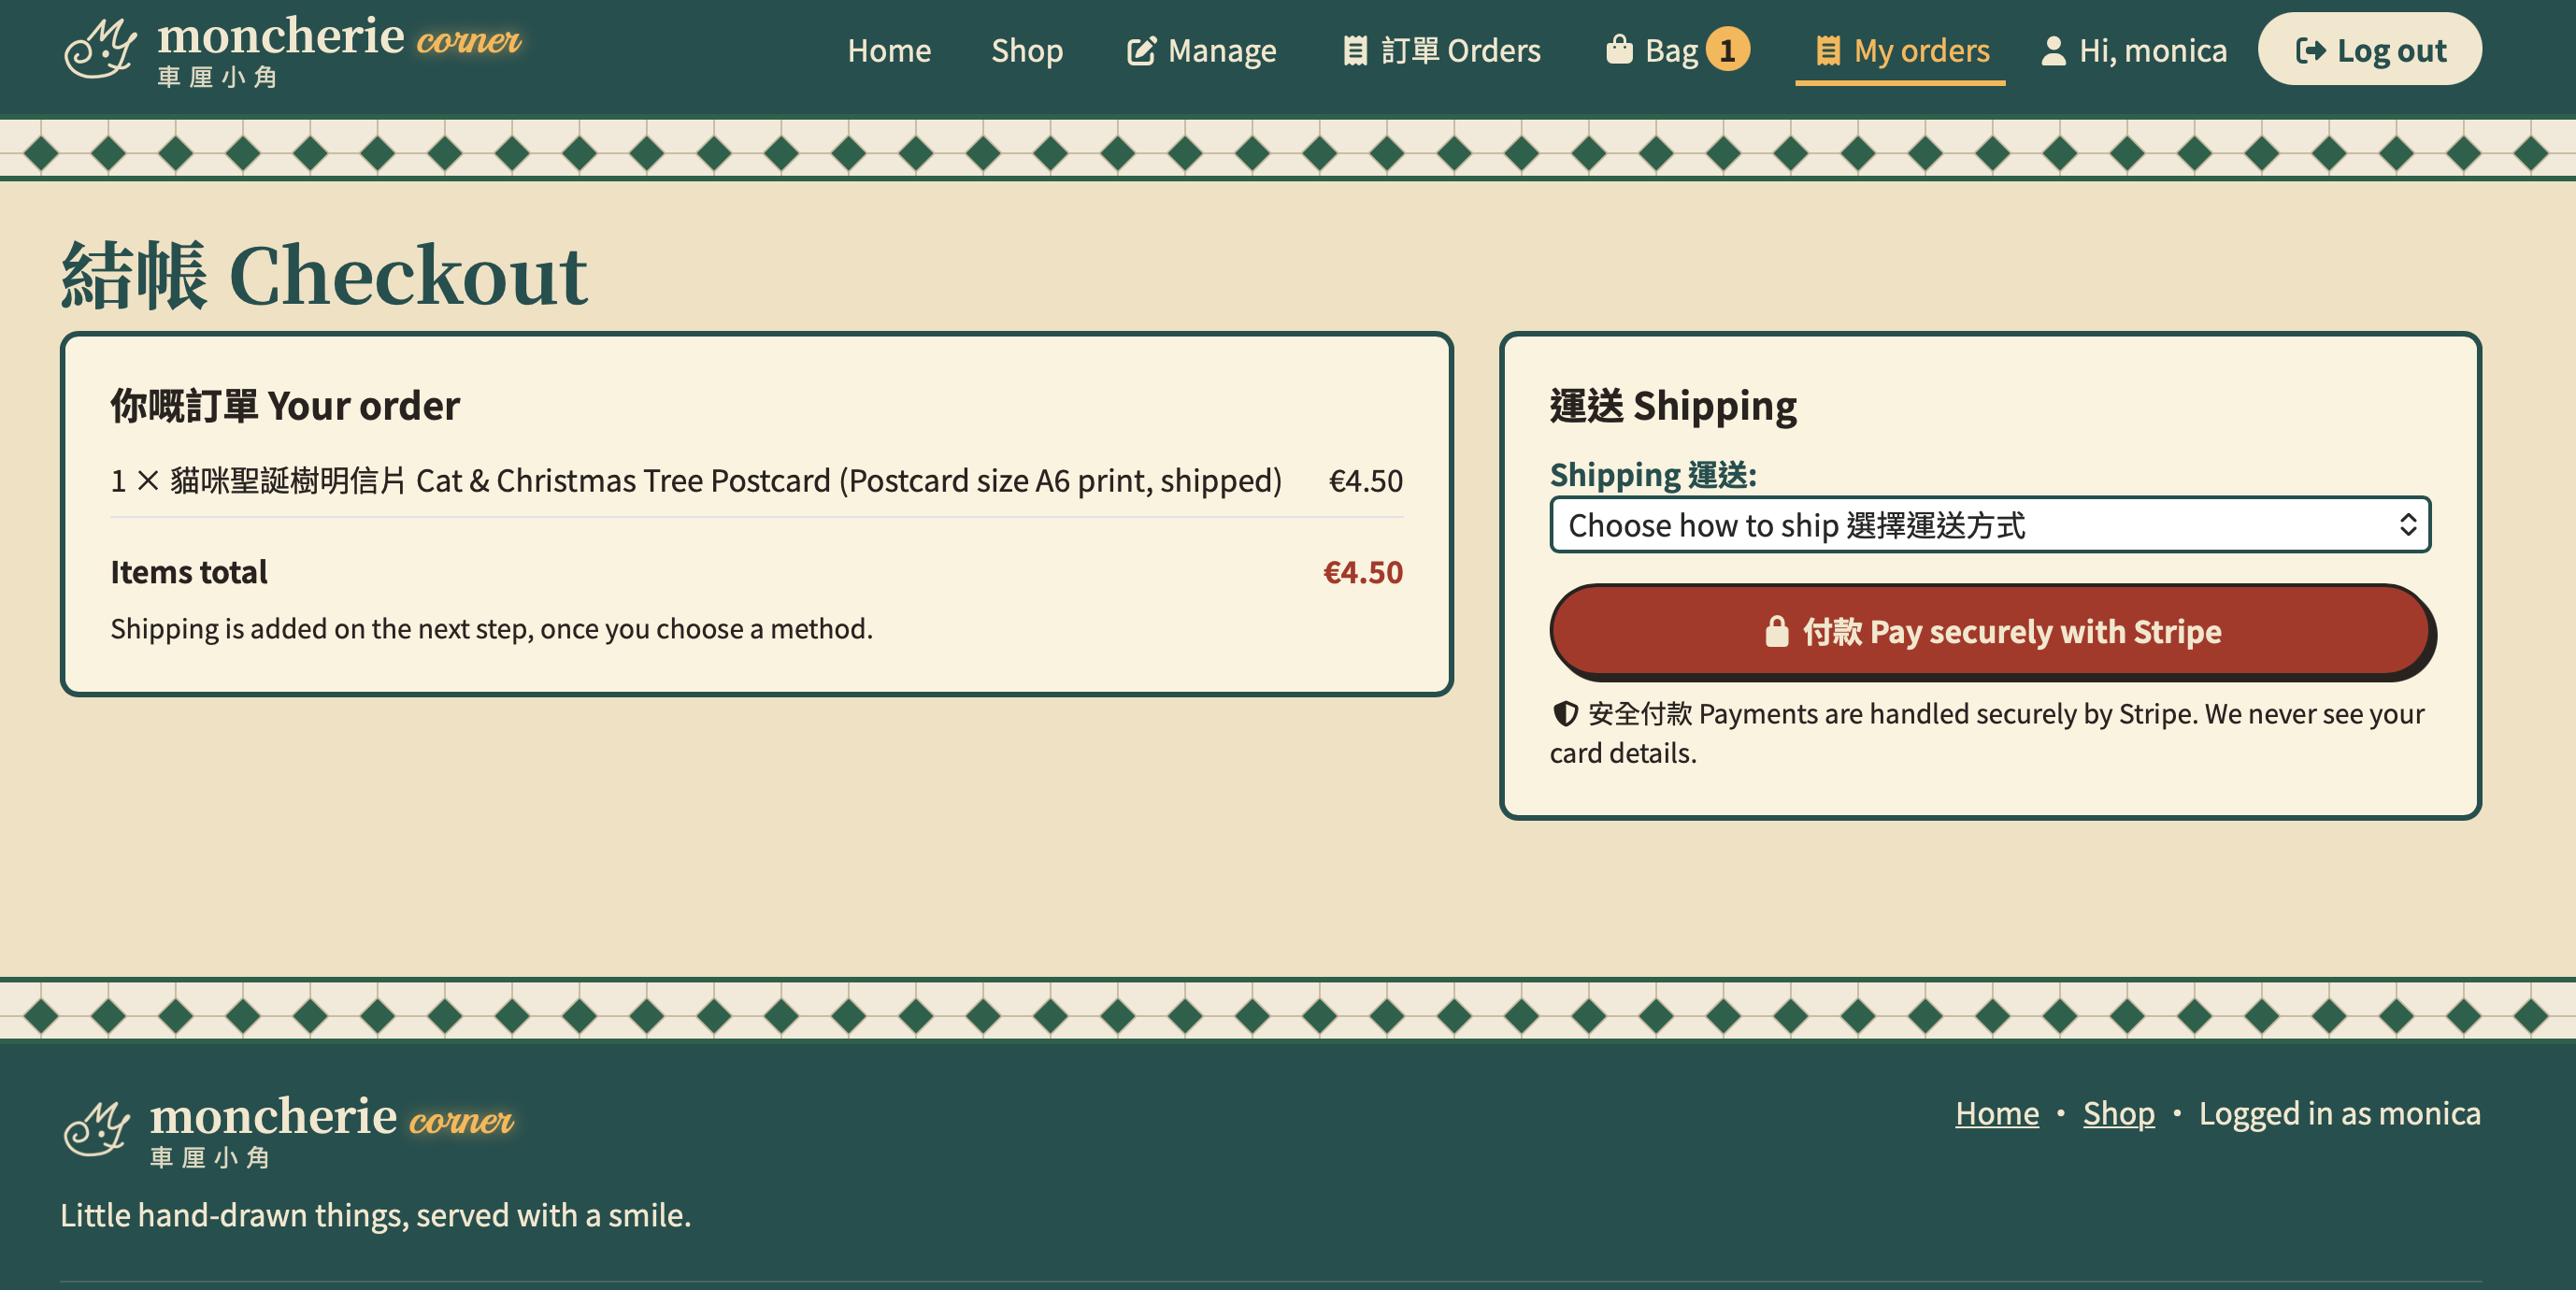 moncherie corner
車厘小角
Home
Shop
Manage
訂單 Orders
Bag 1
My orders
Hi, monica
Log out
結帳 Checkout
你嘅訂單 Your order
1 × 貓咪聖誕樹明信片 Cat & Christmas Tree Postcard (Postcard size A6 print, shipped) €4.50
Items total €4.50
Shipping is added on the next step, once you choose a method.
運送 Shipping
Shipping 運送:
Choose how to ship 選擇運送方式
付款 Pay securely with Stripe
安全付款 Payments are handled securely by Stripe. We never see your
card details.
moncherie corner
車厘小角
Home • Shop • Logged in as monica
Little hand-drawn things, served with a smile.